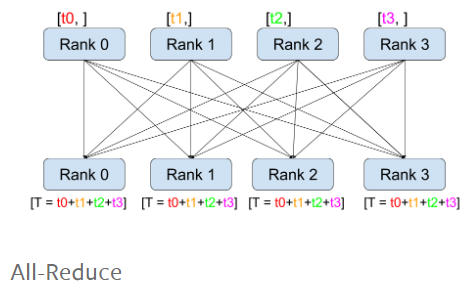 [t0, ] [t1,] [t2,] [t3, ]
Rank 0 Rank 1 Rank 2 Rank 3
Rank 0 Rank 1 Rank 2 Rank 3
[T = t0+t1+t2+t3] [T = t0+t1+t2+t3] [T = t0+t1+t2+t3] [T = t0+t1+t2+t3]
All-Reduce